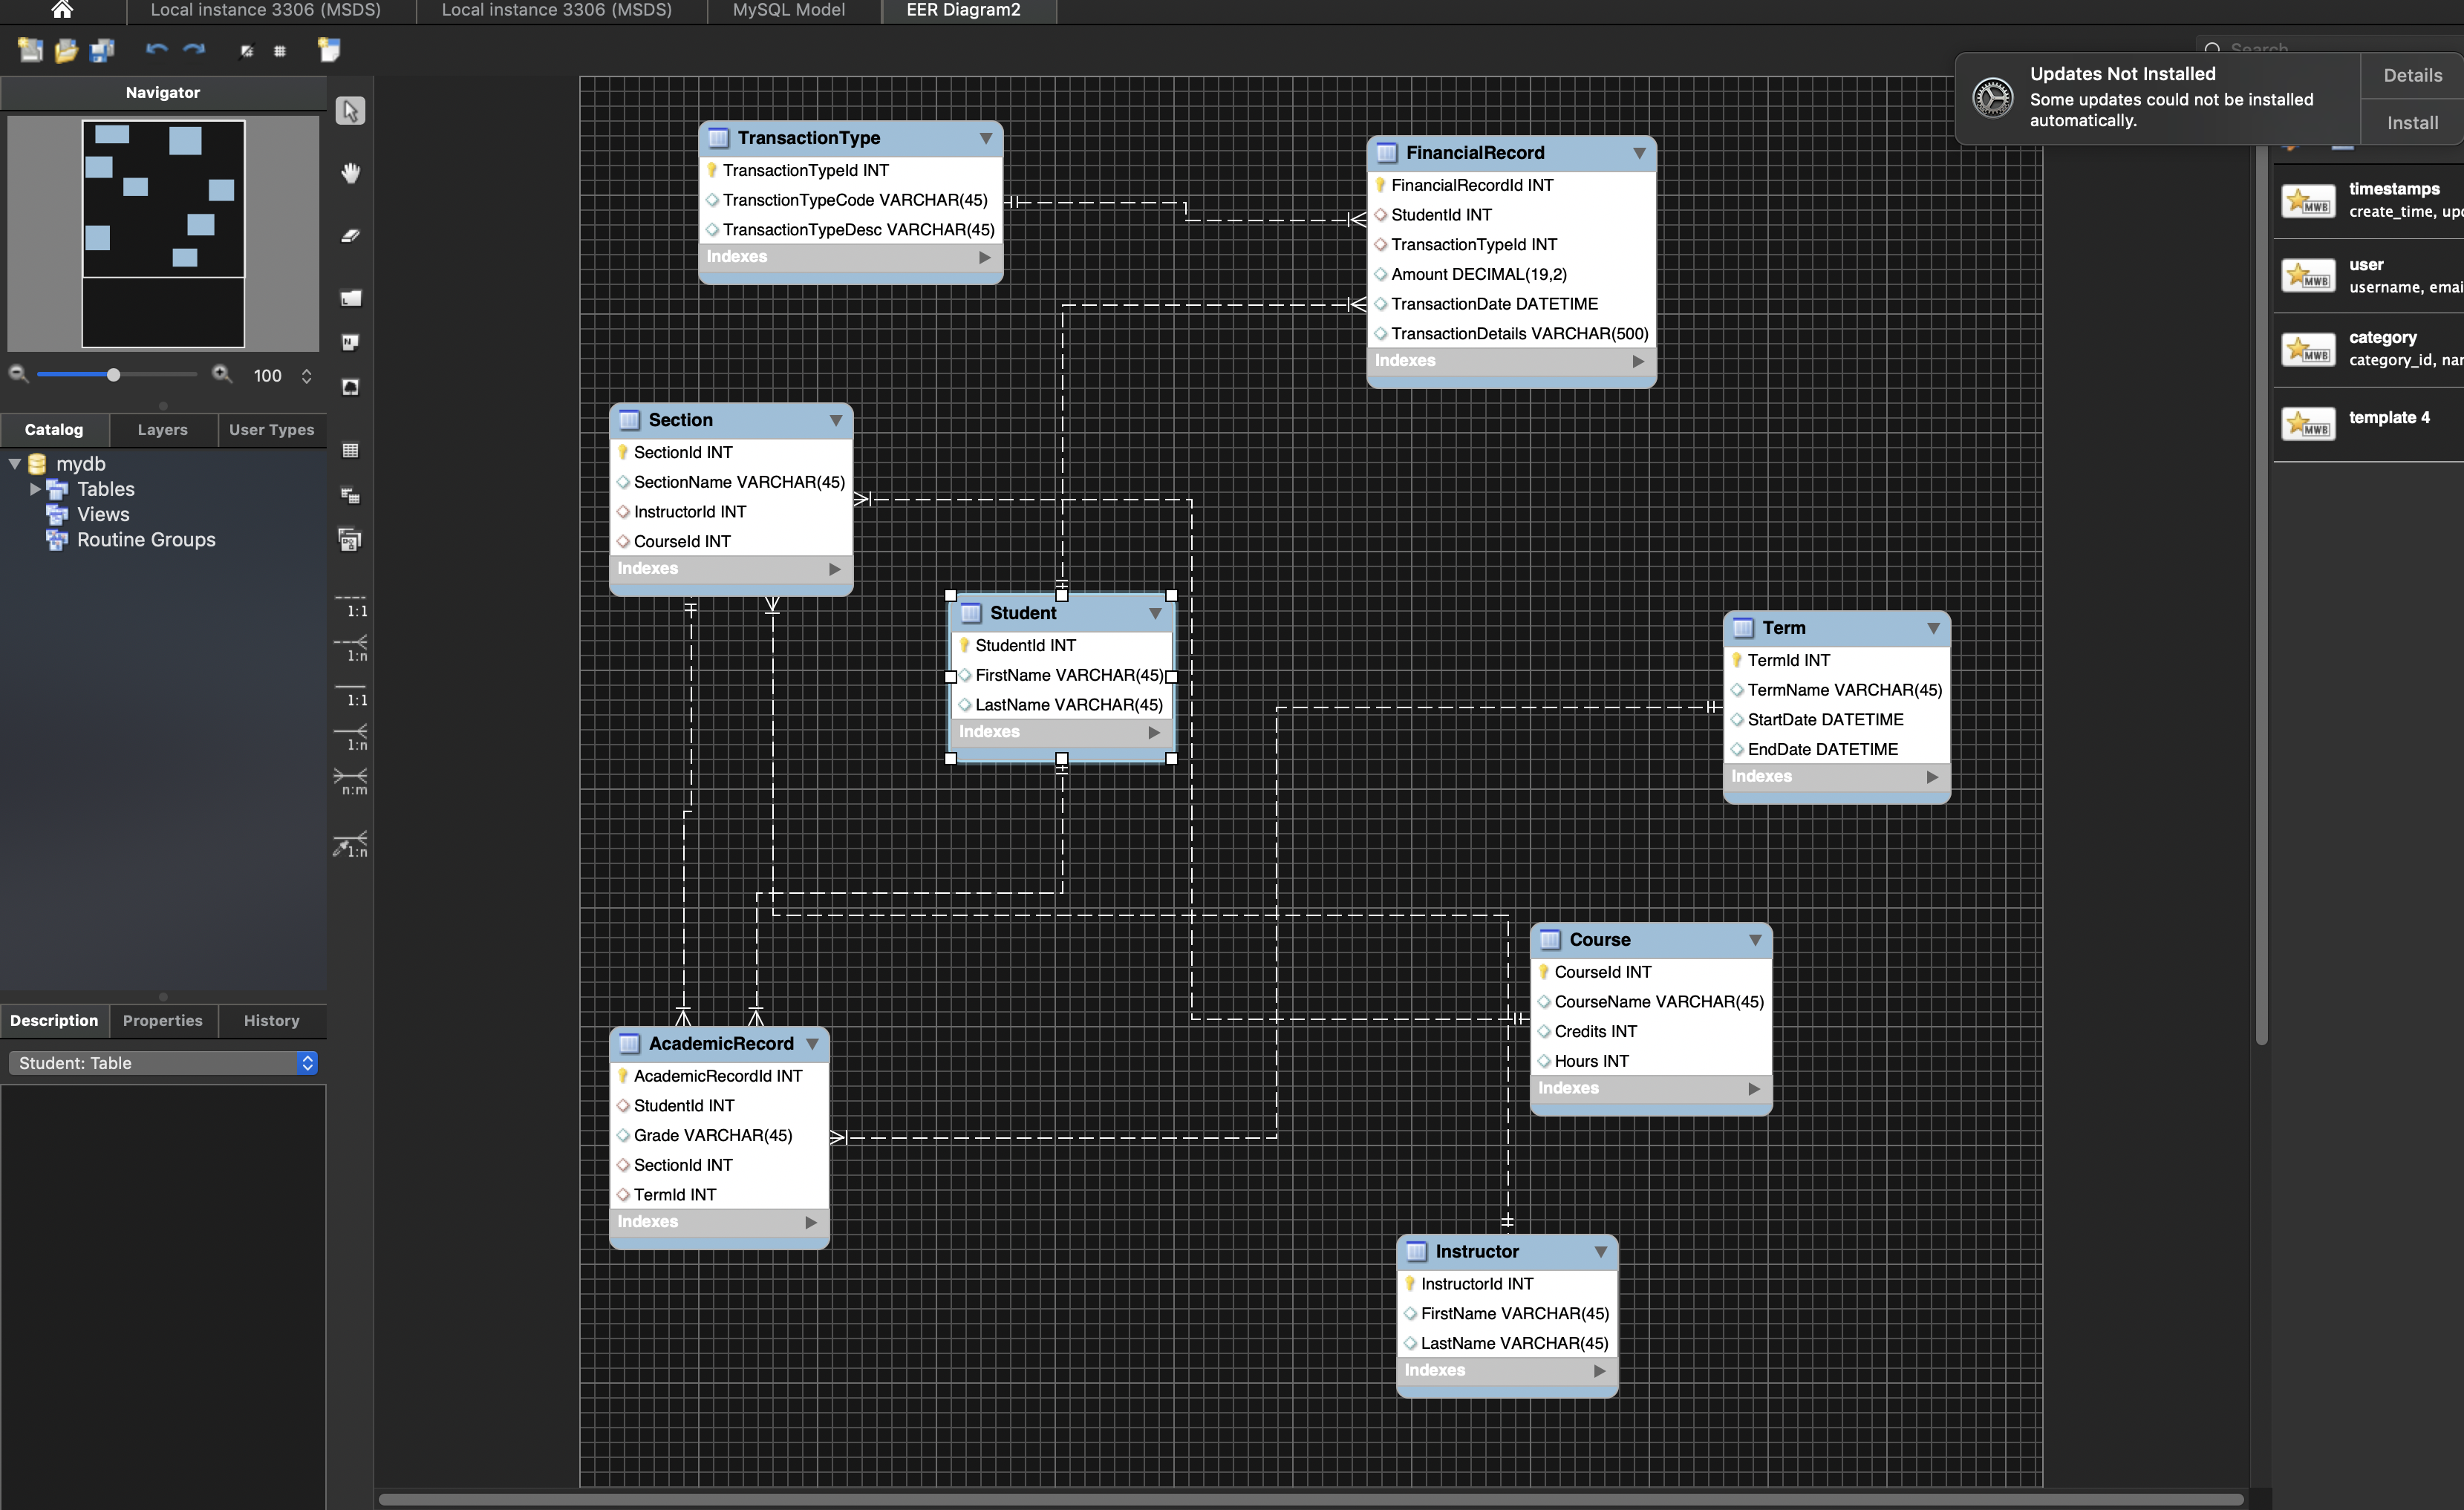 Local instance 3306 (MSDS)
Local instance 3306 (MSDS)
MySQL Model
EER Diagram2
Search
Updates Not Installed
Some updates could not be installed
automatically.
Details
Install
Navigator
100
Catalog
Layers
User Types
mydb
Tables
Views
Routine Groups
Description
Properties
History
Student: Table
1:1
1:n
1:1
1:n
n:m
1:n
TransactionType
TransactionTypeId INT
TransctionTypeCode VARCHAR(45)
TransactionTypeDesc VARCHAR(45)
Indexes
FinancialRecord
FinancialRecordId INT
StudentId INT
TransactionTypeId INT
Amount DECIMAL(19,2)
TransactionDate DATETIME
TransactionDetails VARCHAR(500)
Indexes
Section
SectionId INT
SectionName VARCHAR(45)
InstructorId INT
CourseId INT
Indexes
Student
StudentId INT
FirstName VARCHAR(45)
LastName VARCHAR(45)
Indexes
Term
TermId INT
TermName VARCHAR(45)
StartDate DATETIME
EndDate DATETIME
Indexes
Course
CourseId INT
CourseName VARCHAR(45)
Credits INT
Hours INT
Indexes
AcademicRecord
AcademicRecordId INT
StudentId INT
Grade VARCHAR(45)
SectionId INT
TermId INT
Indexes
Instructor
InstructorId INT
FirstName VARCHAR(45)
LastName VARCHAR(45)
Indexes
MWB
timestamps
create_time, upd
MWB
user
username, emai
MWB
category
category_id, nar
MWB
template 4